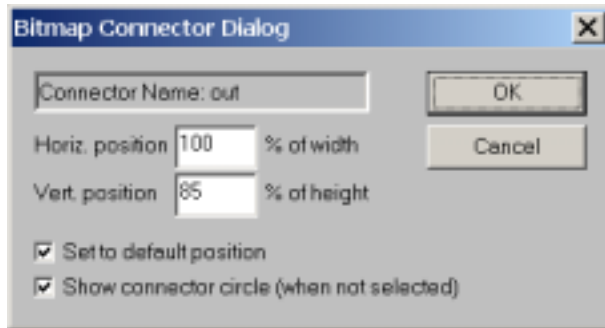 Bitmap Connector Dialog
Connector Name: out
OK
Horiz. position 100 % of width
Cancel
Vert. position 85 % of height
Set to default position
Show connector circle (when not selected)